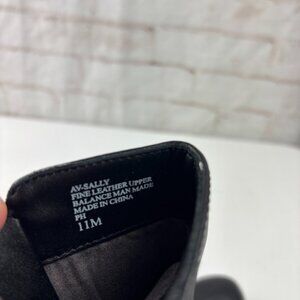 AV-SALLY
FINE LEATHER UPPER
BALANCE MAN MADE
MADE IN CHINA
PH
11M